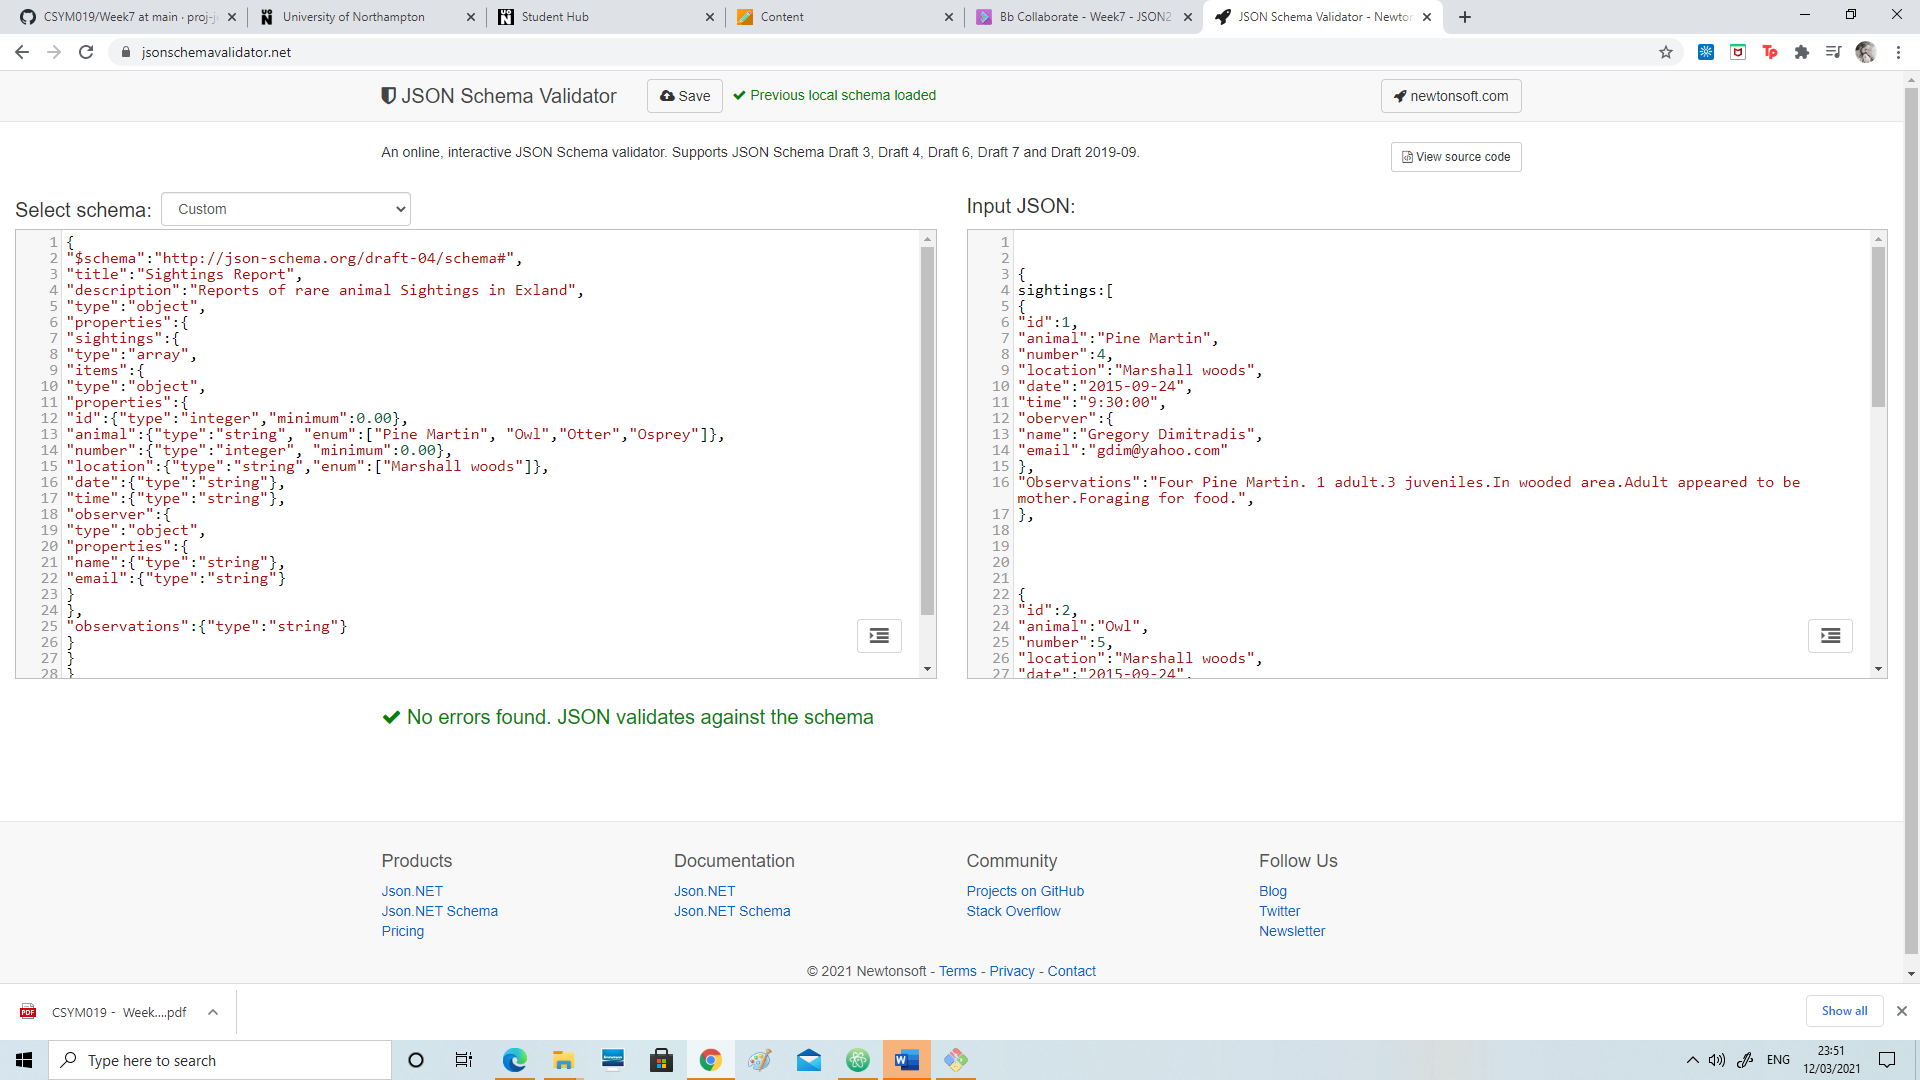 CSYM019/Week7 at main · proj-j
University of Northampton
Student Hub
Content
Bb Collaborate - Week7 - JSON2
JSON Schema Validator - Newton
jsonschemavalidator.net
JSON Schema Validator
Save
Previous local schema loaded
newtonsoft.com
An online, interactive JSON Schema validator. Supports JSON Schema Draft 3, Draft 4, Draft 6, Draft 7 and Draft 2019-09.
View source code
Select schema:
Custom
Input JSON:
1 {
2 "$schema":"http://json-schema.org/draft-04/schema#",
3 "title":"Sightings Report",
4 "description":"Reports of rare animal Sightings in Exland",
5 "type":"object",
6 "properties":{
7 "sightings":{
8 "type":"array",
9 "items":{
10 "type":"object",
11 "properties":{
12 "id":{"type":"integer","minimum":0.00},
13 "animal":{"type":"string", "enum":["Pine Martin", "Owl","Otter","Osprey"]},
14 "number":{"type":"integer", "minimum":0.00},
15 "location":{"type":"string","enum":["Marshall woods"]},
16 "date":{"type":"string"},
17 "time":{"type":"string"},
18 "observer":{
19 "type":"object",
20 "properties":{
21 "name":{"type":"string"},
22 "email":{"type":"string"}
23 }
24 },
25 "observations":{"type":"string"}
26 }
27 }
28 }
1
2
3 {
4 sightings:[
5 {
6 "id":1,
7 "animal":"Pine Martin",
8 "number":4,
9 "location":"Marshall woods",
10 "date":"2015-09-24",
11 "time":"9:30:00",
12 "oberver":{
13 "name":"Gregory Dimitradis",
14 "email":"gdim@yahoo.com"
15 },
16 "Observations":"Four Pine Martin. 1 adult.3 juveniles.In wooded area.Adult appeared to be
mother.Foraging for food.",
17 },
18
19
20
21
22 {
23 "id":2,
24 "animal":"Owl",
25 "number":5,
26 "location":"Marshall woods",
27 "date":"2015-09-24",
No errors found. JSON validates against the schema
Products
Json.NET
Json.NET Schema
Pricing
Documentation
Json.NET
Json.NET Schema
Community
Projects on GitHub
Stack Overflow
Follow Us
Blog
Twitter
Newsletter
© 2021 Newtonsoft - Terms - Privacy - Contact
CSYM019 - Week....pdf
Show all
Type here to search
ENG
23:51
12/03/2021